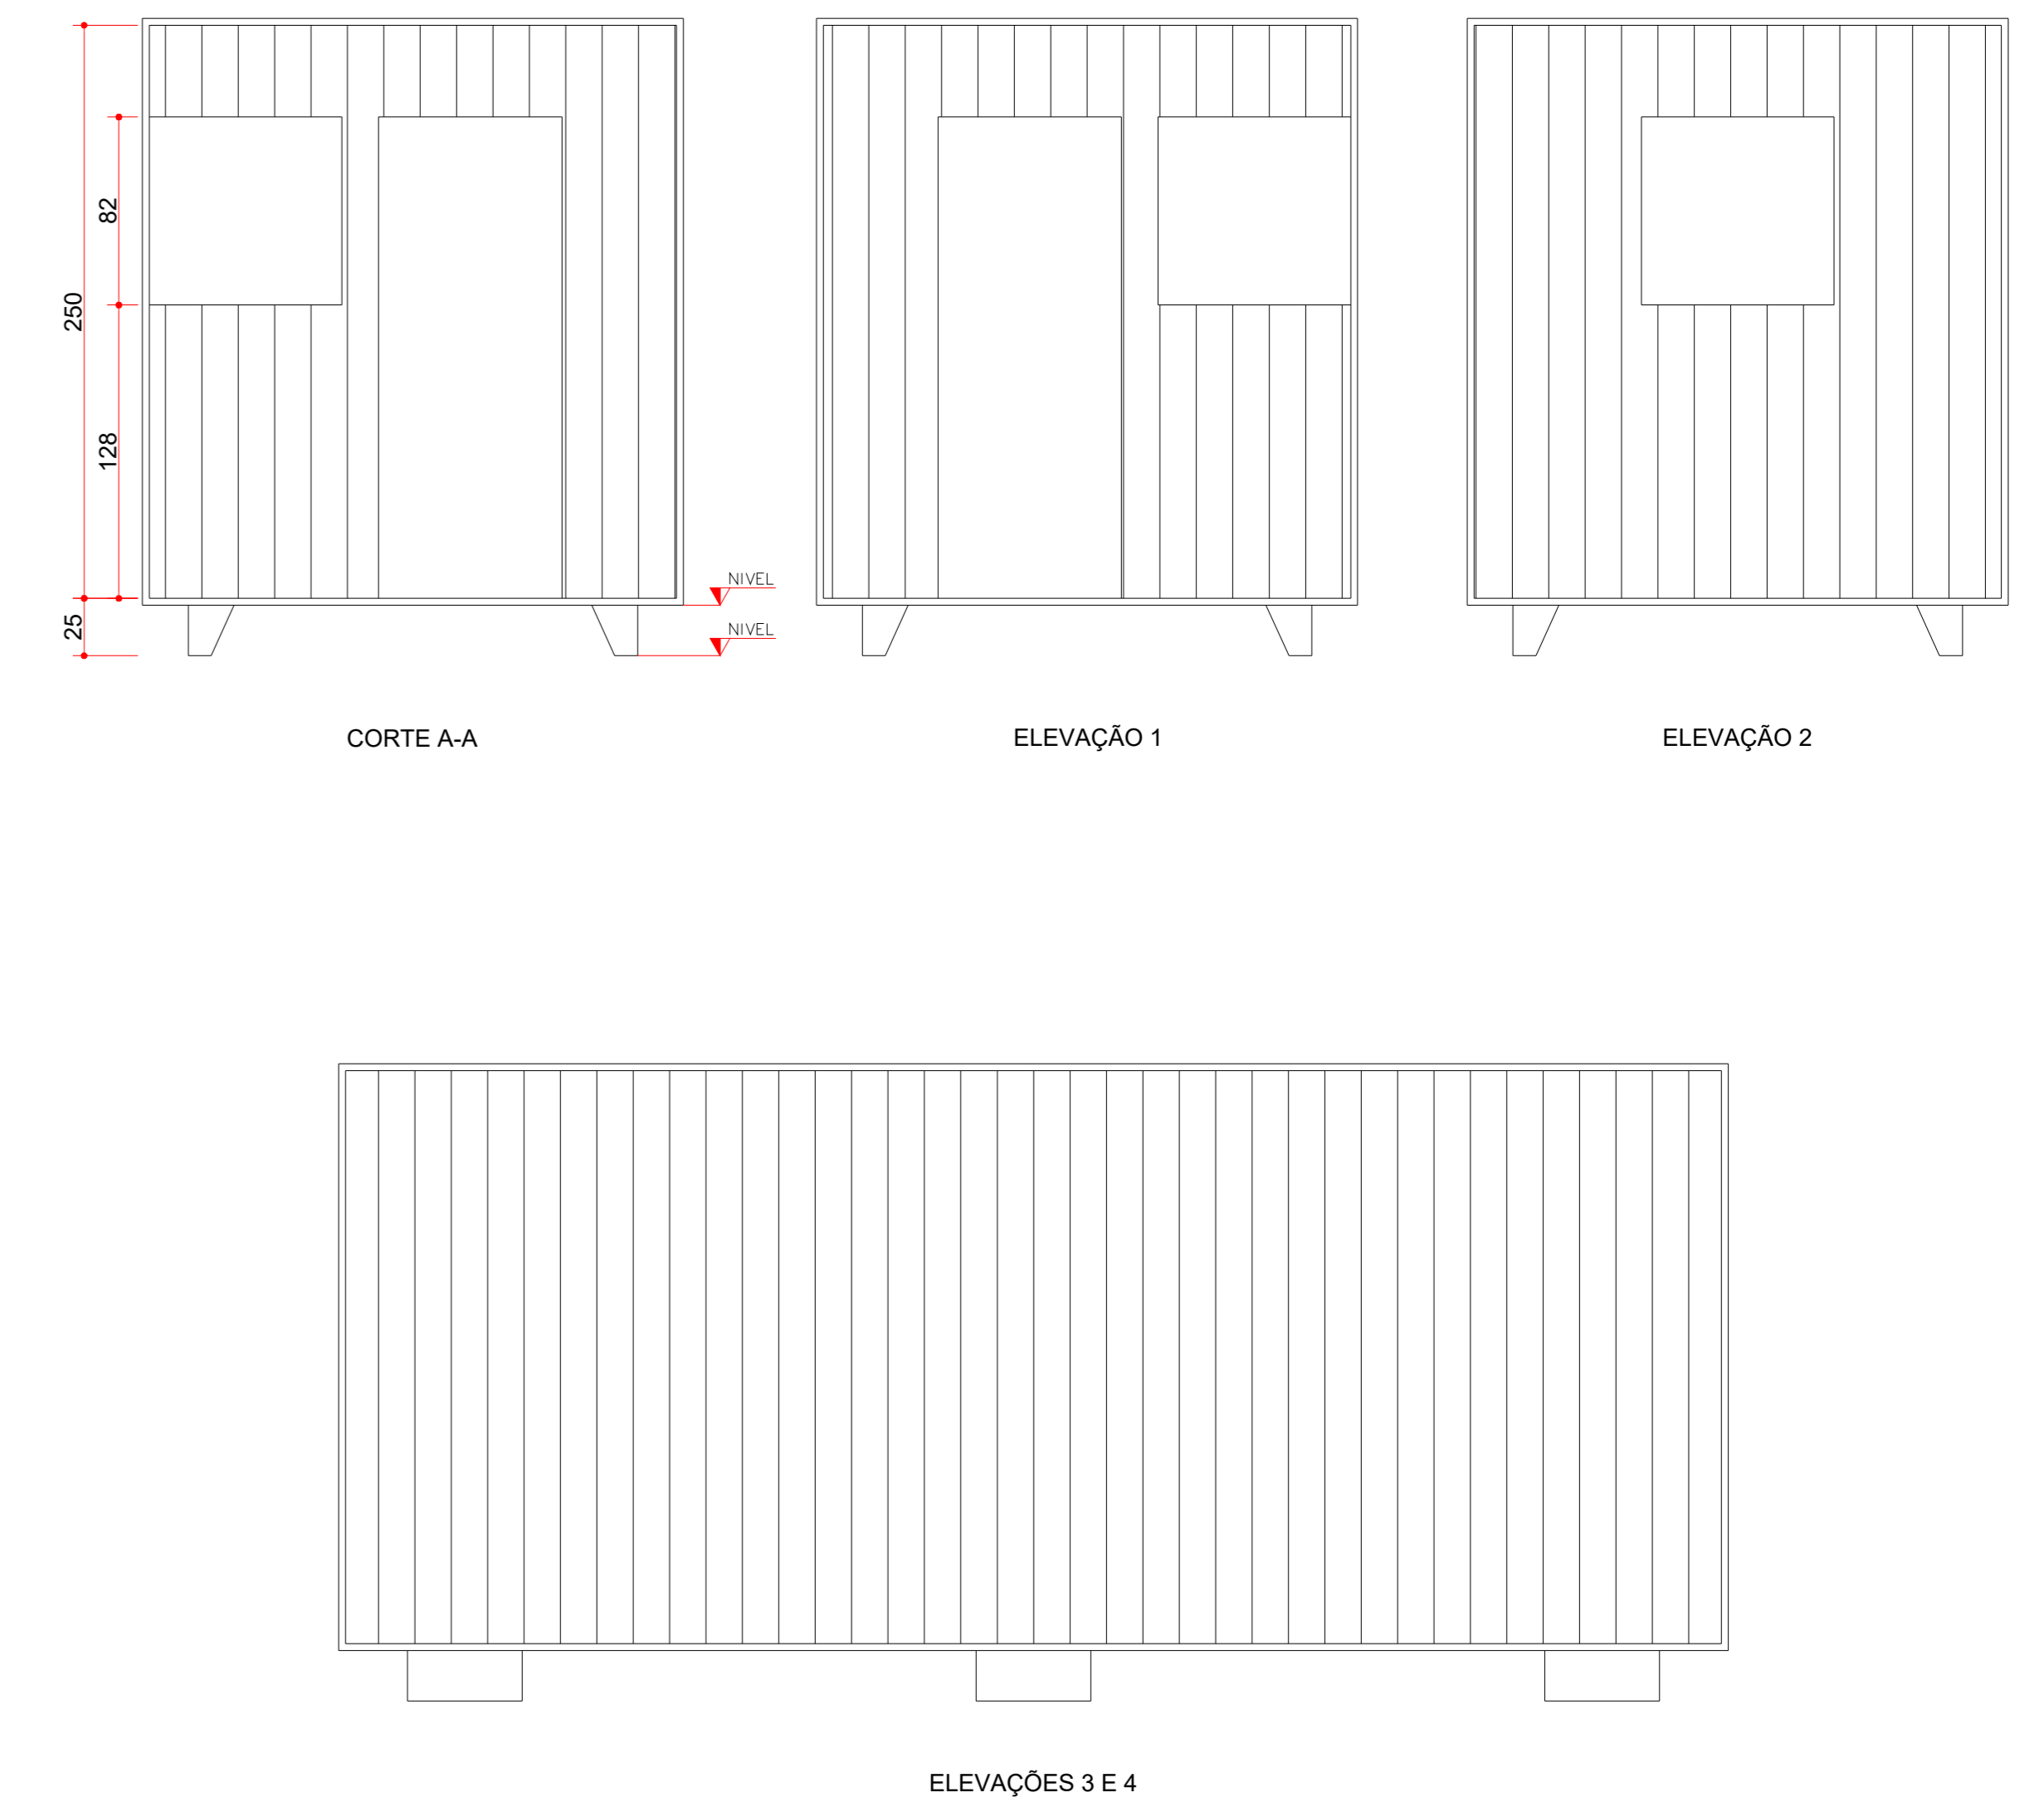 82
250
128
25
NIVEL
NIVEL
CORTE A-A
ELEVAÇÃO 1
ELEVAÇÃO 2
ELEVAÇÕES 3 E 4